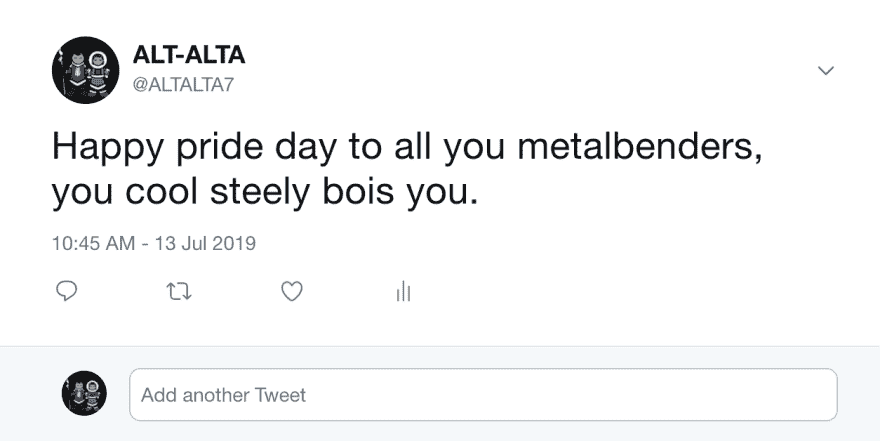 ALT-ALTA
@ALTALTA7
Happy pride day to all you metalbenders,
you cool steely bois you.
10:45 AM - 13 Jul 2019
Add another Tweet